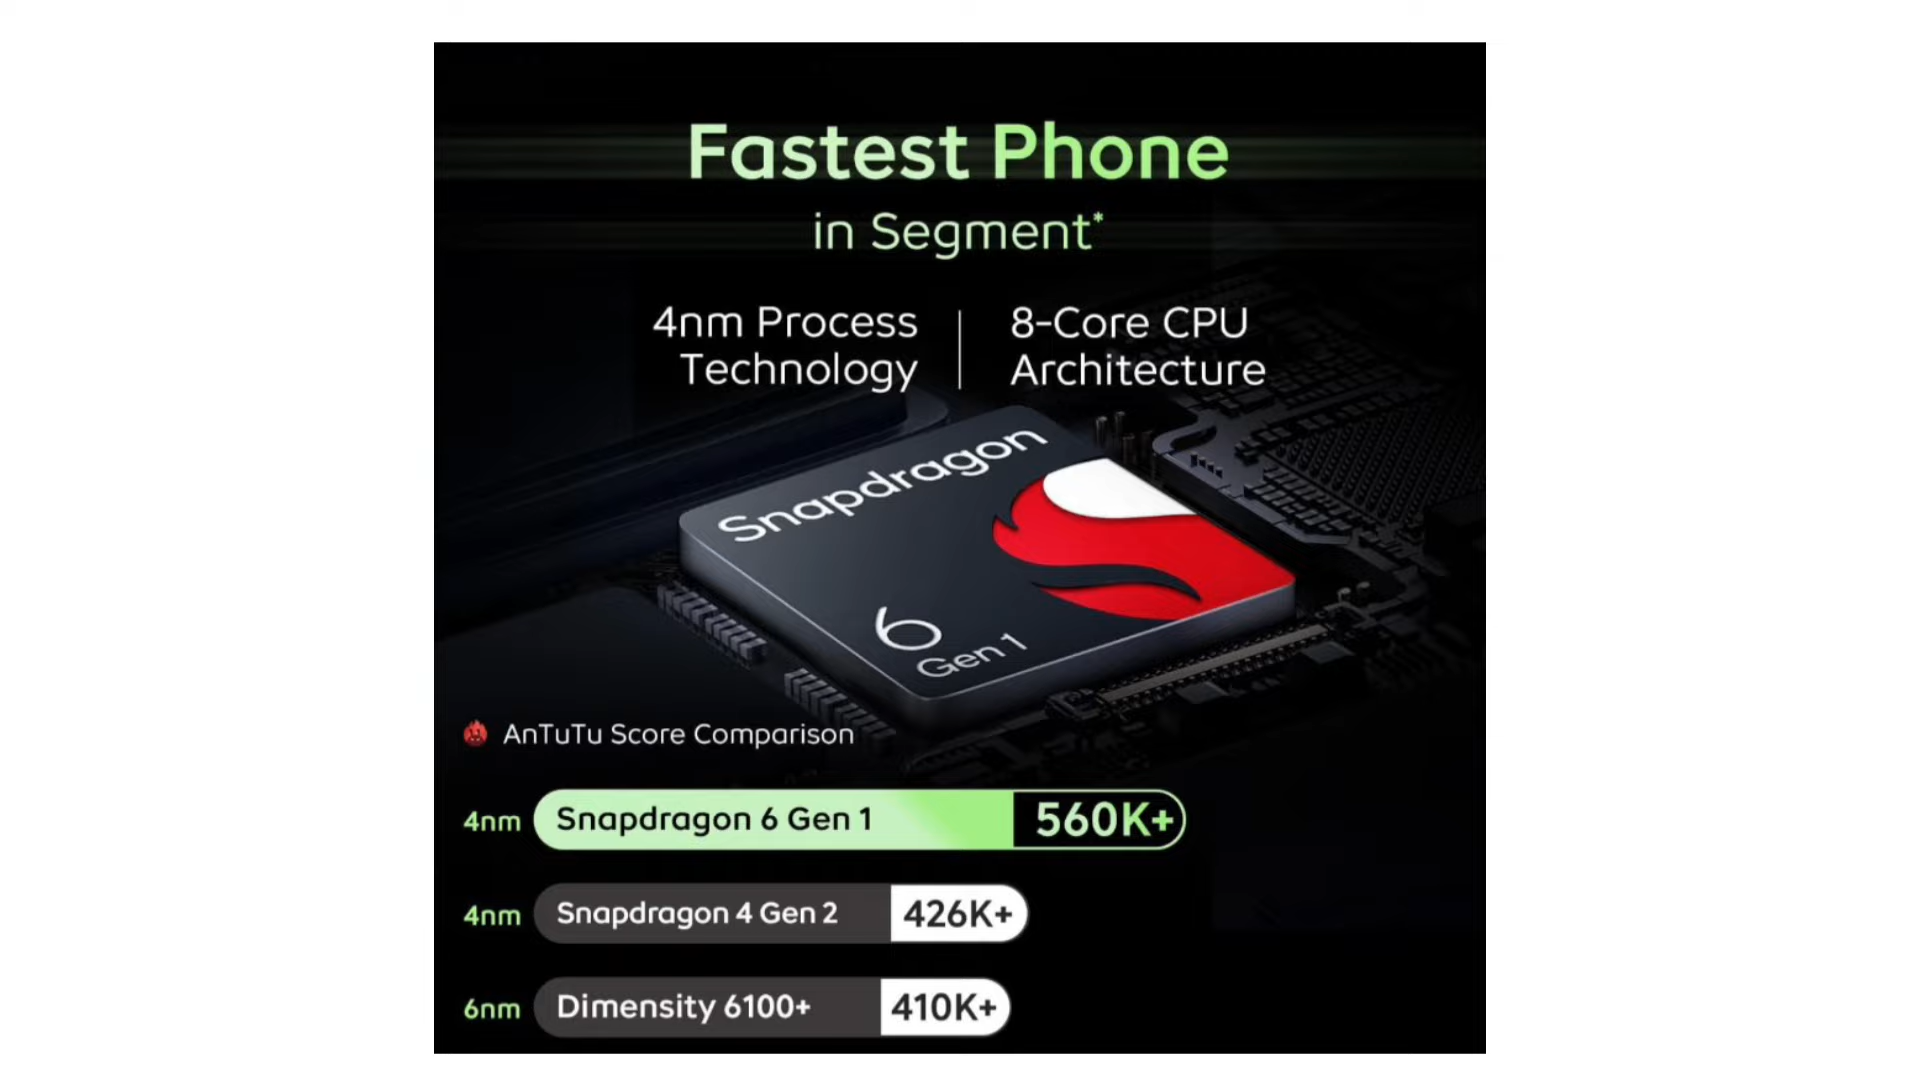 Fastest Phone
in Segment*
4nm Process
Technology
8-Core CPU
Architecture
Snapdragon
6
Gen 1
AnTuTu Score Comparison
4nm Snapdragon 6 Gen 1 560K+
4nm Snapdragon 4 Gen 2 426K+
6nm Dimensity 6100+ 410K+